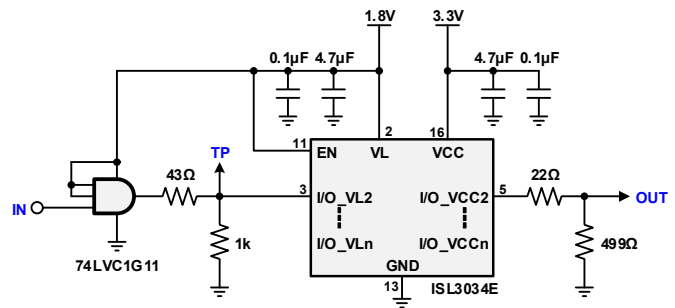 1.8V 3.3V
0.1µF 4.7µF 4.7µF 0.1µF
2 16
11 EN VL VCC
TP
43Ω 3 I/O_VL2 I/O_VCC2 5 22Ω
IN OUT
1k I/O_VLn I/O_VCCn 499Ω
GND
74LVC1G11 13 ISL3034E